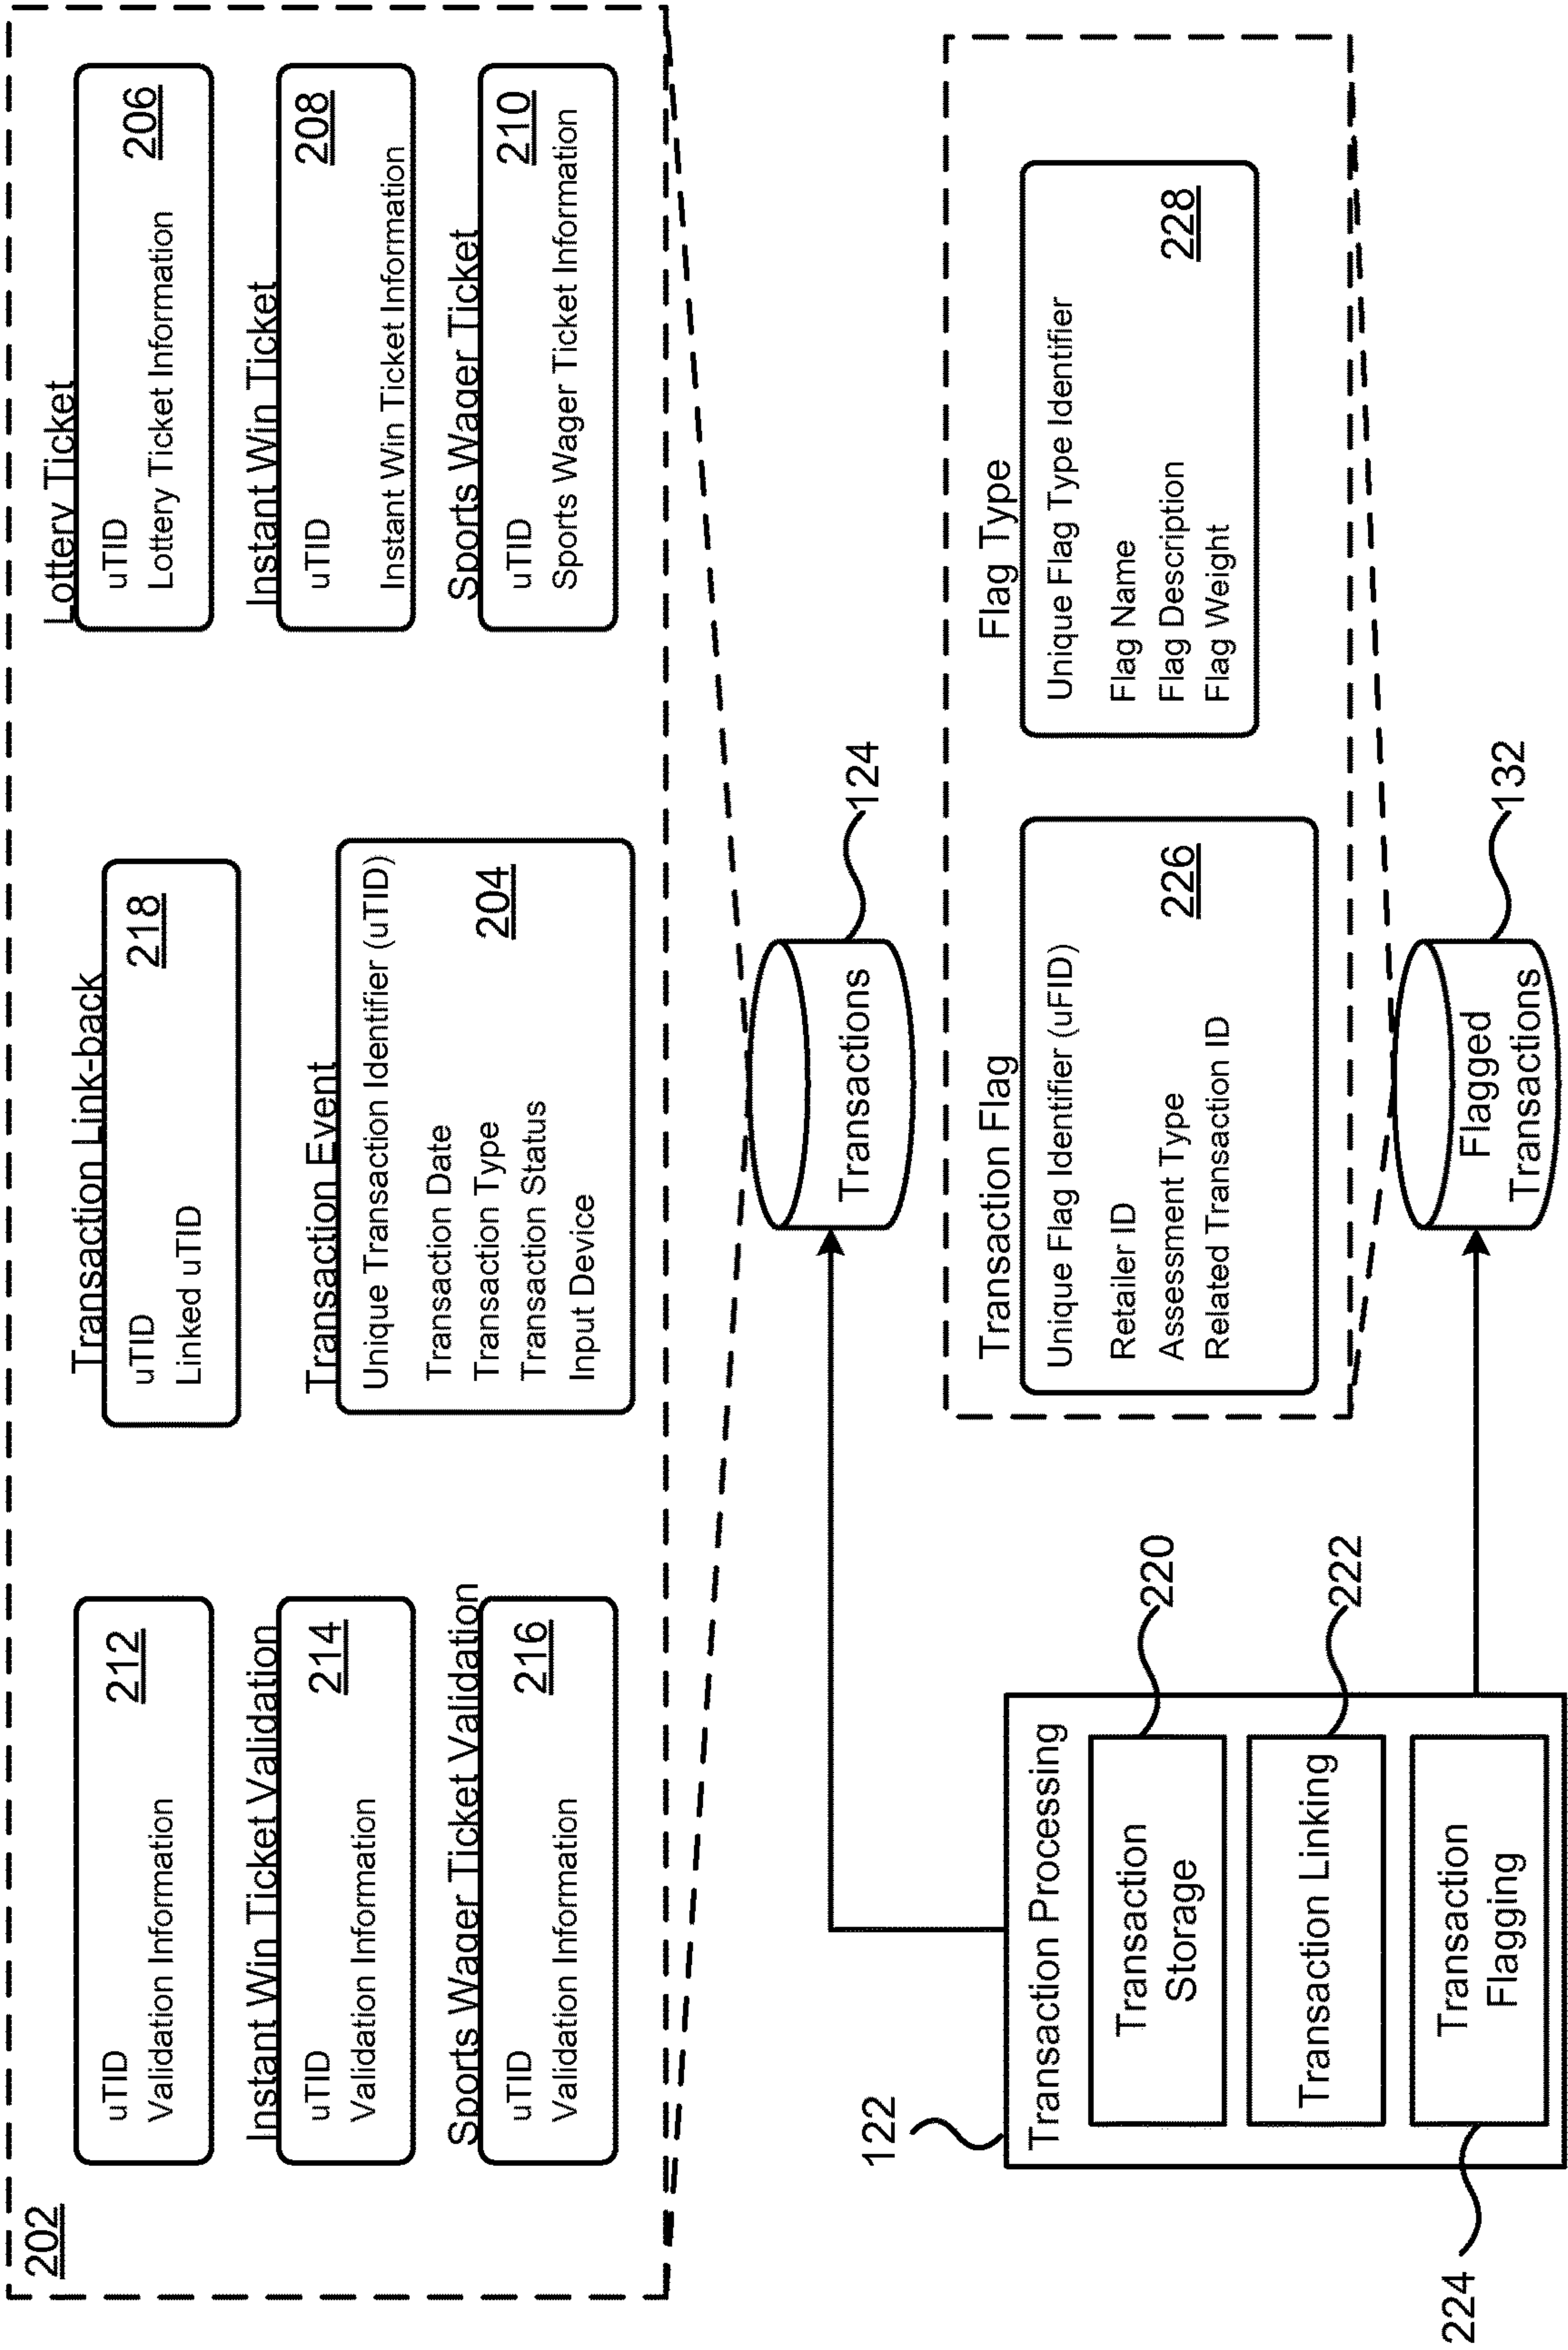 202
uTID
Validation Information
212
Instant Win Ticket Validation
uTID
Validation Information
214
Sports Wager Ticket Validation
uTID
Validation Information
216
Transaction Link-back
uTID
Linked uTID
218
Transaction Event
Unique Transaction Identifier (uTID)
Transaction Date
Transaction Type
Transaction Status
Input Device
204
Lottery Ticket
uTID
Lottery Ticket Information
206
Instant Win Ticket
uTID
Instant Win Ticket Information
208
Sports Wager Ticket
uTID
Sports Wager Ticket Information
210
Transactions
124
122
Transaction Processing
Transaction
Storage
220
Transaction Linking
222
Transaction
Flagging
224
Transaction Flag
Unique Flag Identifier (uFID)
Retailer ID
Assessment Type
Related Transaction ID
226
Flag Type
Unique Flag Type Identifier
Flag Name
Flag Description
Flag Weight
228
Flagged
Transactions
132